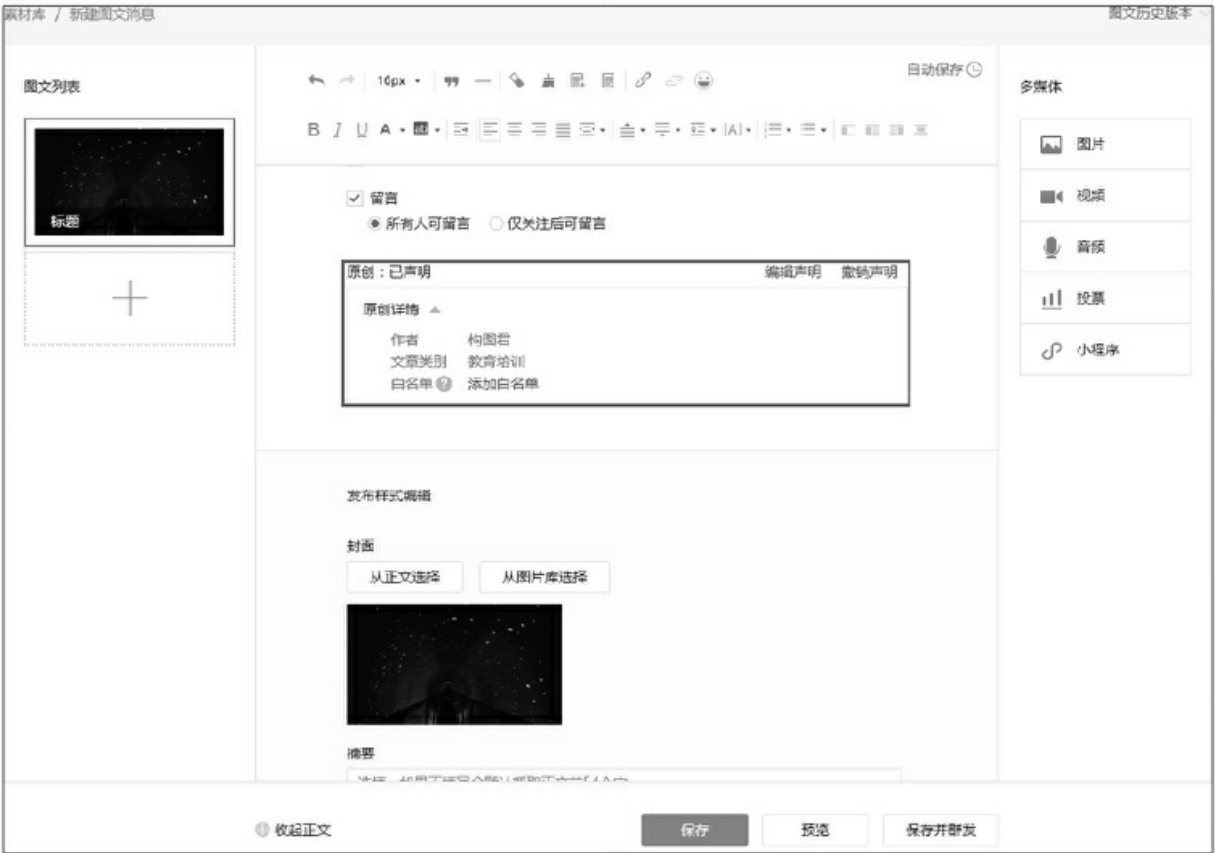 素材库 / 新建图文消息
图文历史版本
图文列表
标题
16px
自动保存
B I U A
留言
所有人可留言 仅关注后可留言
原创：已声明 编辑声明 撤销声明
原创详情
作者 构图君
文章类别 教育培训
白名单 添加白名单
发布样式编辑
封面
从正文选择 从图片库选择
摘要
多媒体
图片
视频
音频
投票
小程序
收起正文 保存 预览 保存并群发